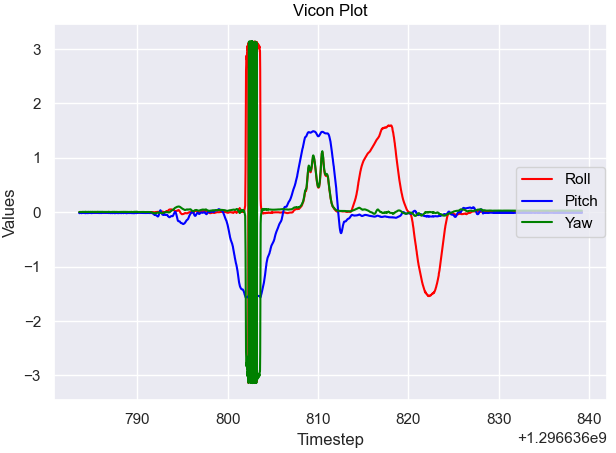 Vicon Plot
Values
3
2
1
0
−1
−2
−3
Roll
Pitch
Yaw
790
800
810
820
830
840
Timestep
+1.296636e9